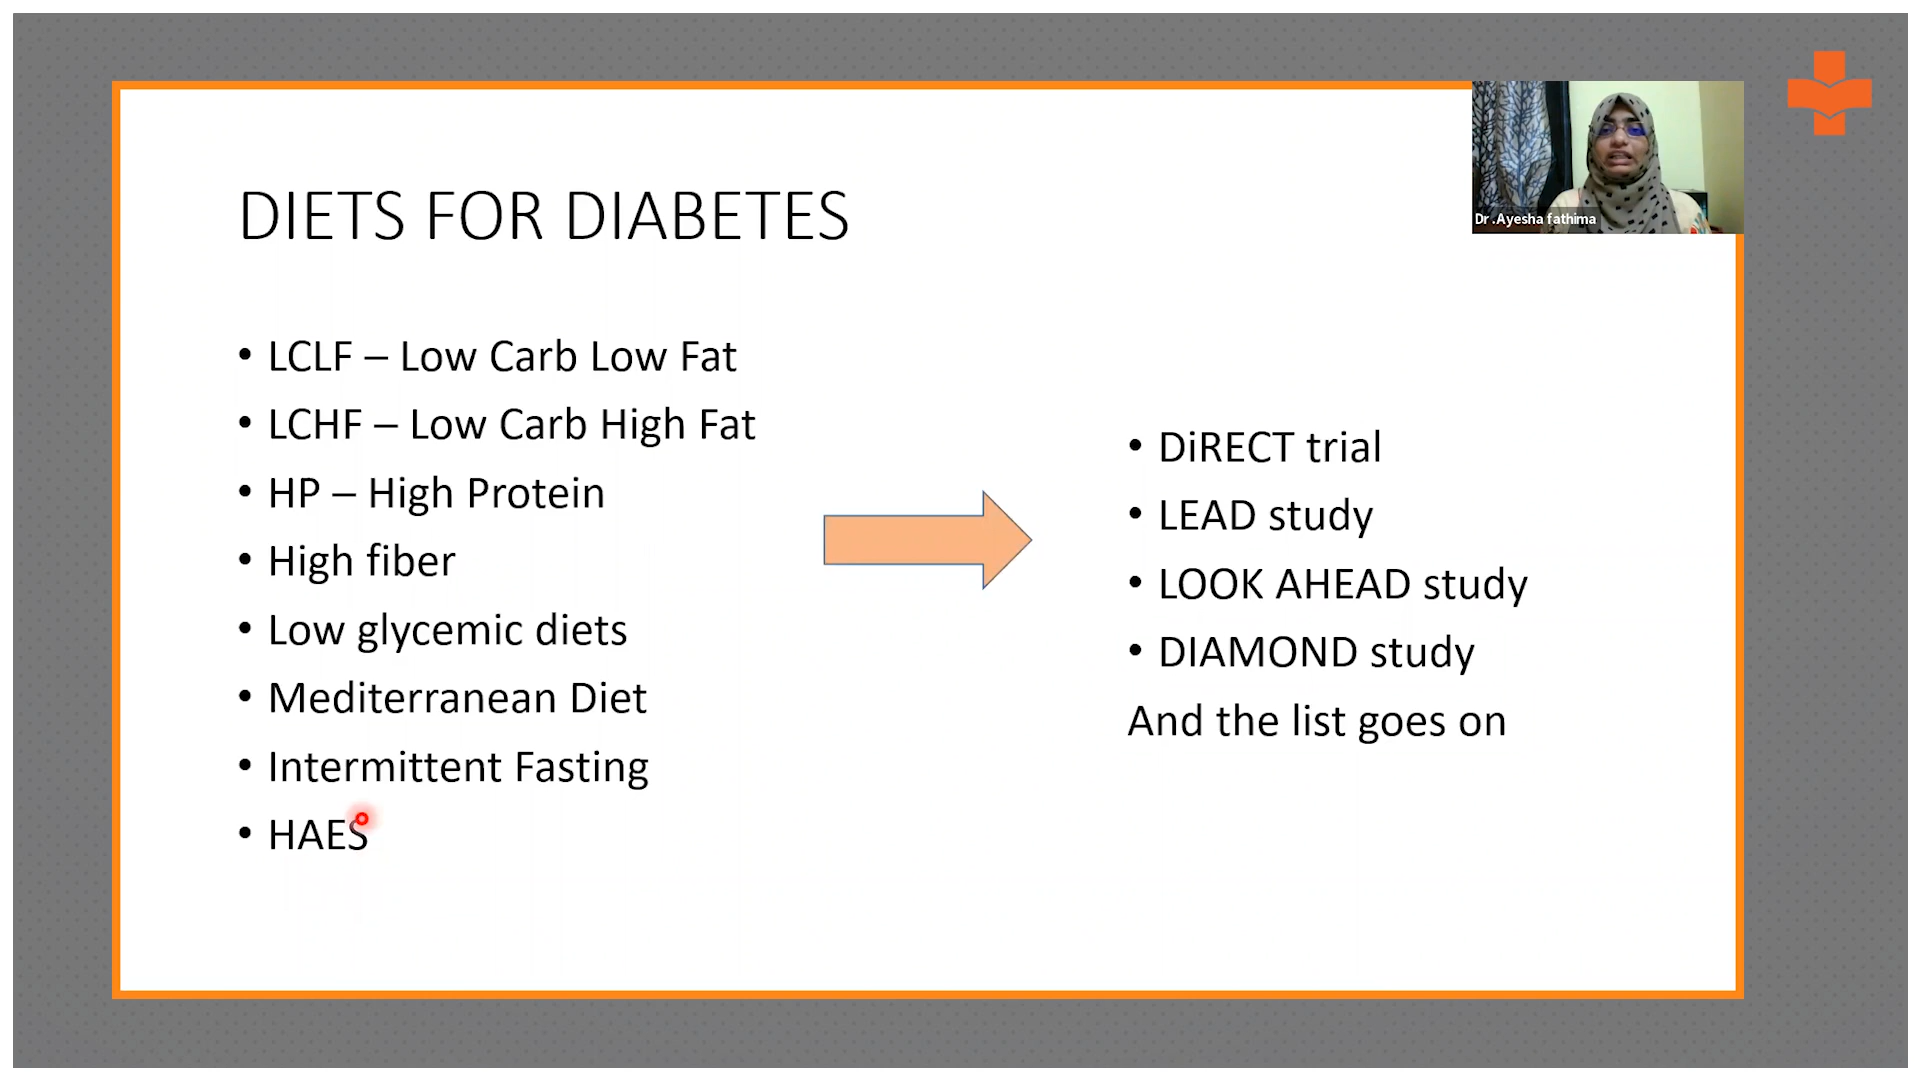 DIETS FOR DIABETES
Dr .Ayesha fathima
• LCLF – Low Carb Low Fat
• LCHF – Low Carb High Fat
• HP – High Protein
• High fiber
• Low glycemic diets
• Mediterranean Diet
• Intermittent Fasting
• HAES
• DiRECT trial
• LEAD study
• LOOK AHEAD study
• DIAMOND study
And the list goes on